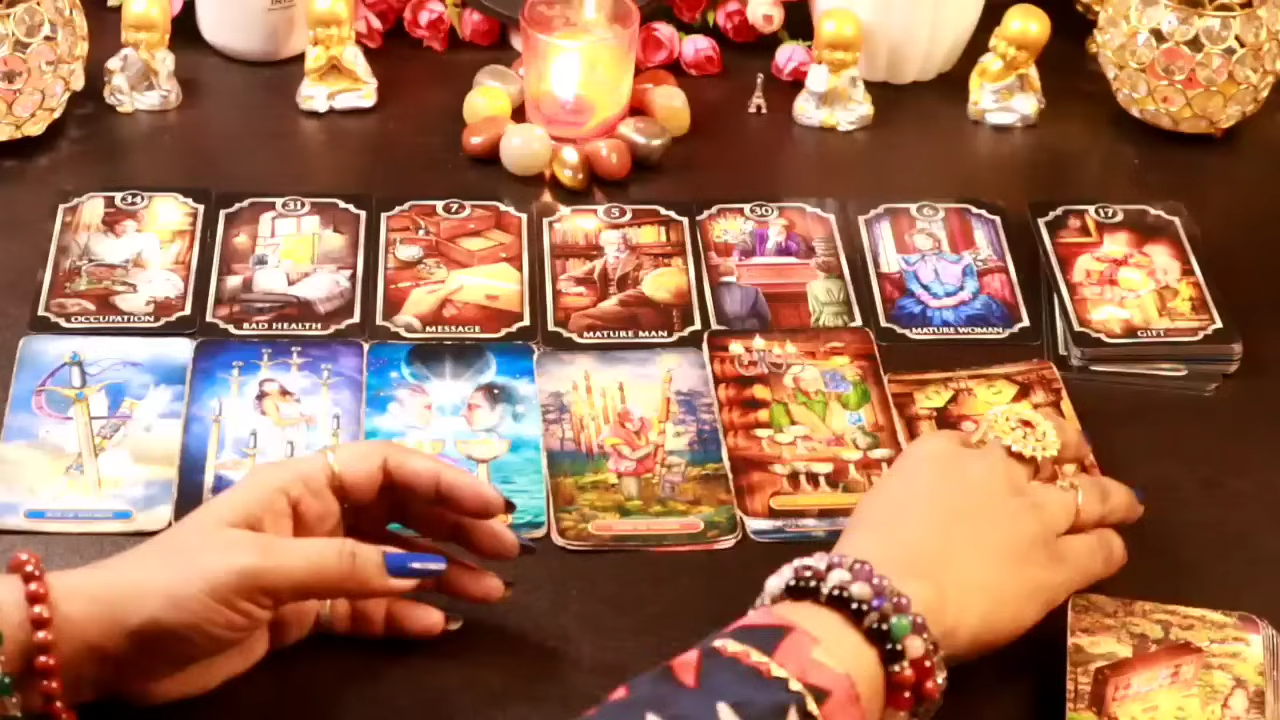 34
OCCUPATION
31
BAD HEALTH
7
MESSAGE
5
MATURE MAN
30
6
MATURE WOMAN
17
GIFT